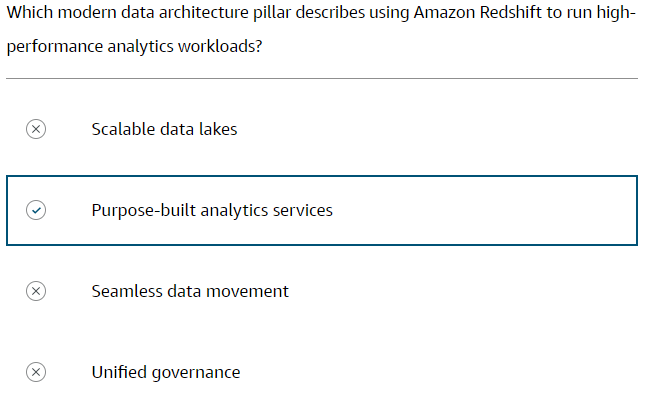 Which modern data architecture pillar describes using Amazon Redshift to run high-
performance analytics workloads?
Scalable data lakes
Purpose-built analytics services
Seamless data movement
Unified governance